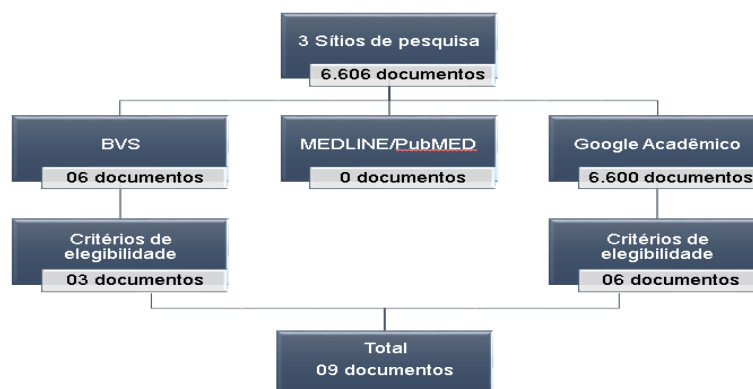 3 Sítios de pesquisa
6.606 documentos
BVS
06 documentos
MEDLINE/PubMED
0 documentos
Google Acadêmico
6.600 documentos
Critérios de
elegibilidade
03 documentos
Critérios de
elegibilidade
06 documentos
Total
09 documentos